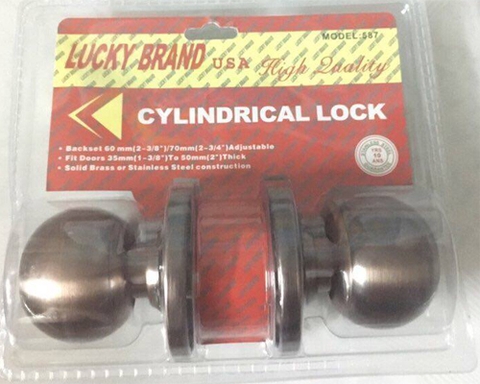 MODEL:587
LUCKY BRAND USA High Quality
CYLINDRICAL LOCK
• Backset 60 mm(2-3/8")/70mm(2-3/4")Adjustable
• Fit Doors 35mm(1-3/8")To 50mm(2")Thick
• Solid Brass or Stainless Steel construction